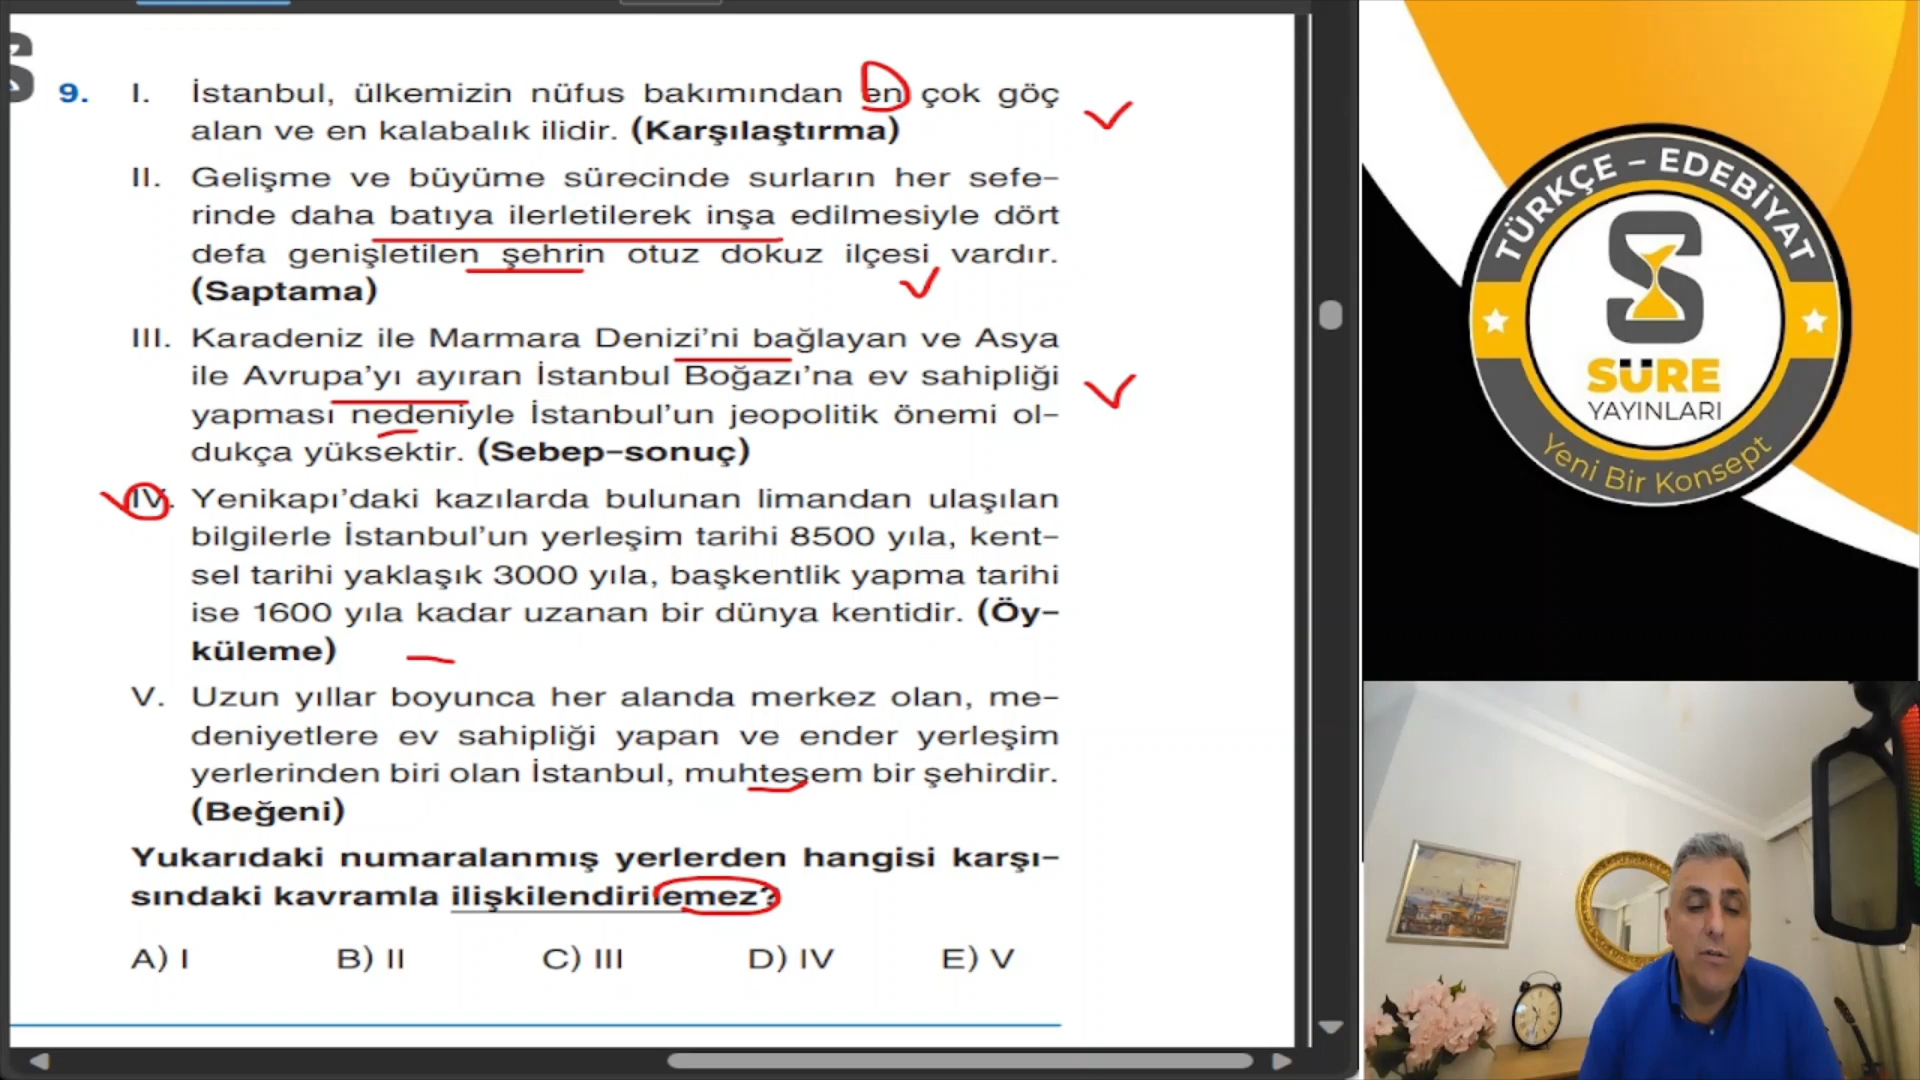 9. I. İstanbul, ülkemizin nüfus bakımından en çok göç
alan ve en kalabalık ilidir. (Karşılaştırma)
II. Gelişme ve büyüme sürecinde surların her sefe-
rinde daha batıya ilerletilerek inşa edilmesiyle dört
defa genişletilen şehrin otuz dokuz ilçesi vardır.
(Saptama)
III. Karadeniz ile Marmara Denizi’ni bağlayan ve Asya
ile Avrupa’yı ayıran İstanbul Boğazı’na ev sahipliği
yapması nedeniyle İstanbul’un jeopolitik önemi ol-
dukça yüksektir. (Sebep-sonuç)
IV. Yenikapı’daki kazılarda bulunan limandan ulaşılan
bilgilerle İstanbul’un yerleşim tarihi 8500 yıla, kent-
sel tarihi yaklaşık 3000 yıla, başkentlik yapma tarihi
ise 1600 yıla kadar uzanan bir dünya kentidir. (Öy-
küleme)
V. Uzun yıllar boyunca her alanda merkez olan, me-
deniyetlere ev sahipliği yapan ve ender yerleşim
yerlerinden biri olan İstanbul, muhteşem bir şehirdir.
(Beğeni)
Yukarıdaki numaralanmış yerlerden hangisi karşı-
sındaki kavramla ilişkilendirilemez?
A) I B) II C) III D) IV E) V
TÜRKÇE – EDEBİYAT
SÜRE
YAYINLARI
Yeni Bir Konsept